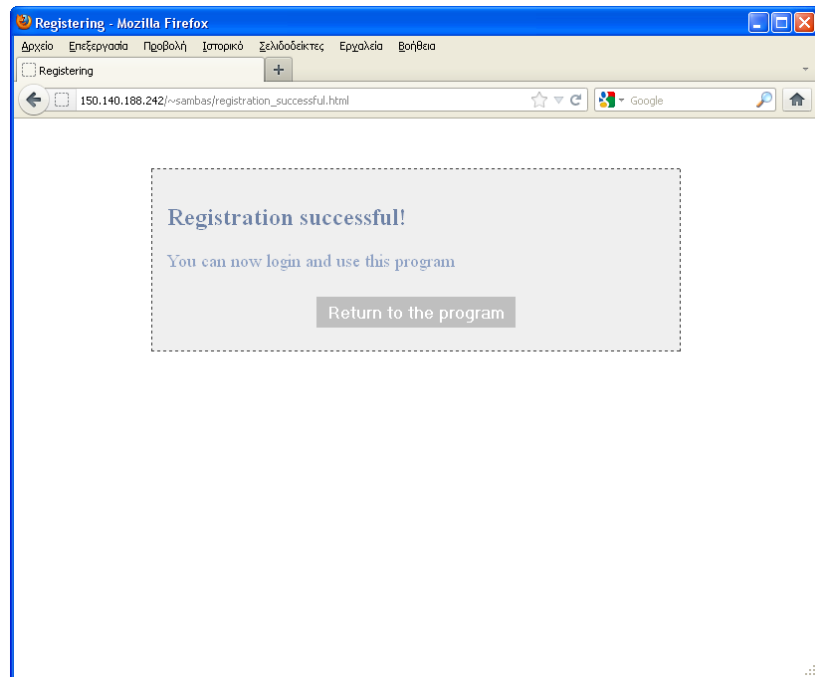 Registering - Mozilla Firefox
Αρχείο Επεξεργασία Προβολή Ιστορικό Σελιδοδείκτες Εργαλεία Βοήθεια
Registering
150.140.188.242/~sambas/registration_successful.html Google
Registration successful!
You can now login and use this program
Return to the program